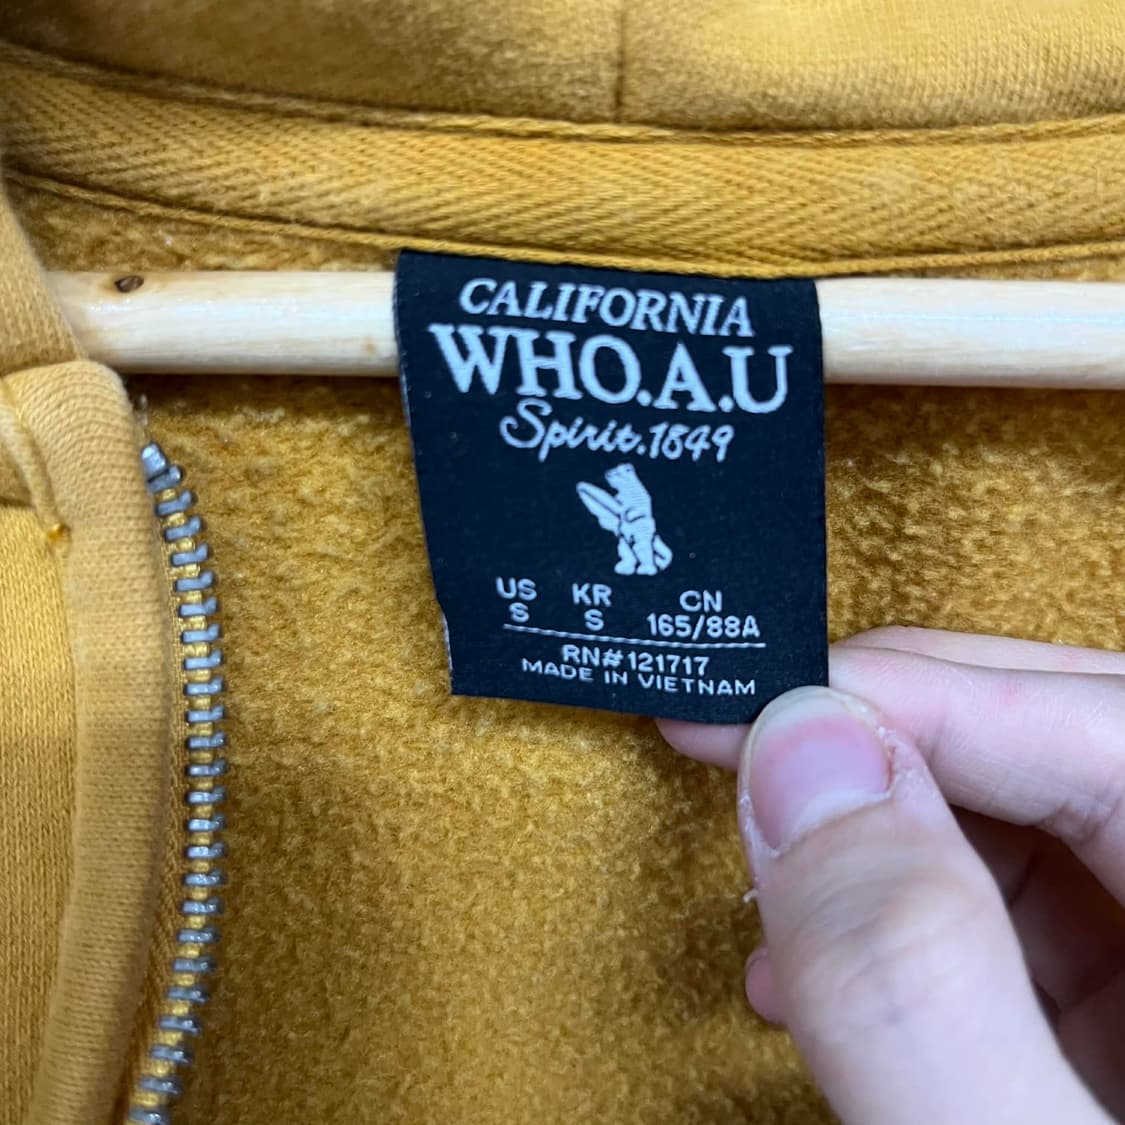 CALIFORNIA
WHO.A.U
Spirit.1849
US KR CN
S S 165/88A
RN#121717
MADE IN VIETNAM